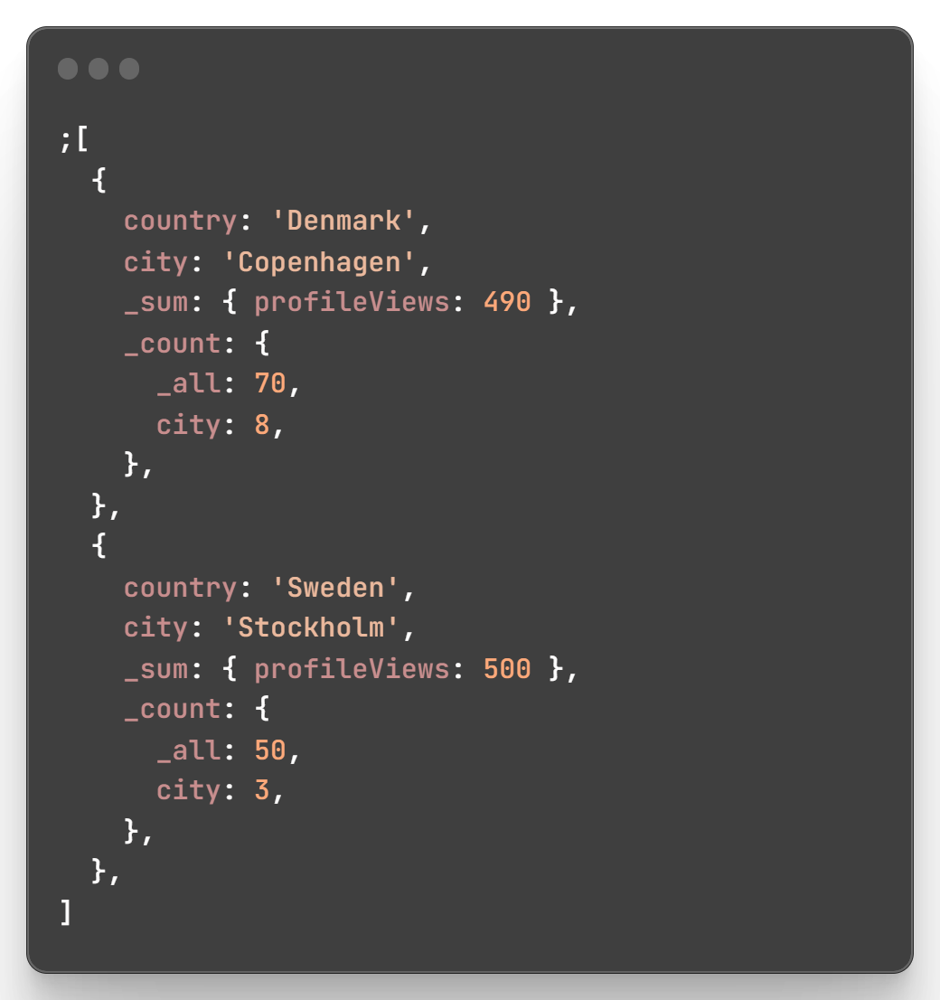 ;[
  {
    country: 'Denmark',
    city: 'Copenhagen',
    _sum: { profileViews: 490 },
    _count: {
      _all: 70,
      city: 8,
    },
  },
  {
    country: 'Sweden',
    city: 'Stockholm',
    _sum: { profileViews: 500 },
    _count: {
      _all: 50,
      city: 3,
    },
  },
]